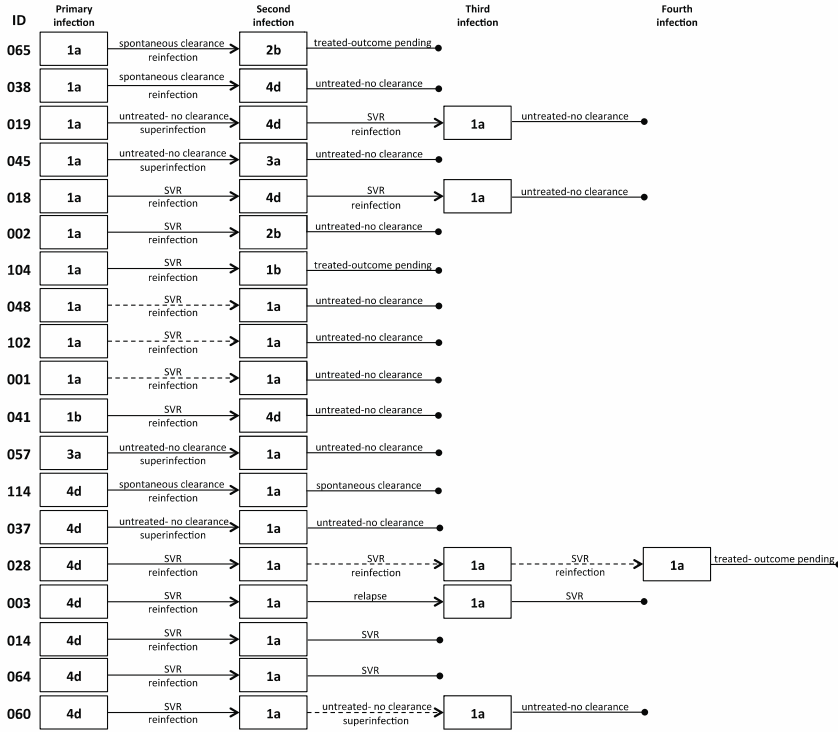 ID Primary infection Second infection Third infection Fourth infection
065 1a spontaneous clearance reinfection 2b treated-outcome pending
038 1a spontaneous clearance reinfection 4d untreated-no clearance
019 1a untreated- no clearance superinfection 4d SVR reinfection 1a untreated-no clearance
045 1a untreated-no clearance superinfection 3a untreated-no clearance
018 1a SVR reinfection 4d SVR reinfection 1a untreated-no clearance
002 1a SVR reinfection 2b untreated-no clearance
104 1a SVR reinfection 1b treated-outcome pending
048 1a SVR reinfection 1a untreated-no clearance
102 1a SVR reinfection 1a untreated-no clearance
001 1a SVR reinfection 1a untreated-no clearance
041 1b SVR reinfection 4d untreated-no clearance
057 3a untreated-no clearance superinfection 1a untreated-no clearance
114 4d spontaneous clearance reinfection 1a spontaneous clearance
037 4d untreated- no clearance superinfection 1a untreated-no clearance
028 4d SVR reinfection 1a SVR reinfection 1a SVR reinfection 1a treated- outcome pending
003 4d SVR reinfection 1a relapse 1a SVR
014 4d SVR reinfection 1a SVR
064 4d SVR reinfection 1a SVR
060 4d SVR reinfection 1a untreated- no clearance superinfection 1a untreated-no clearance